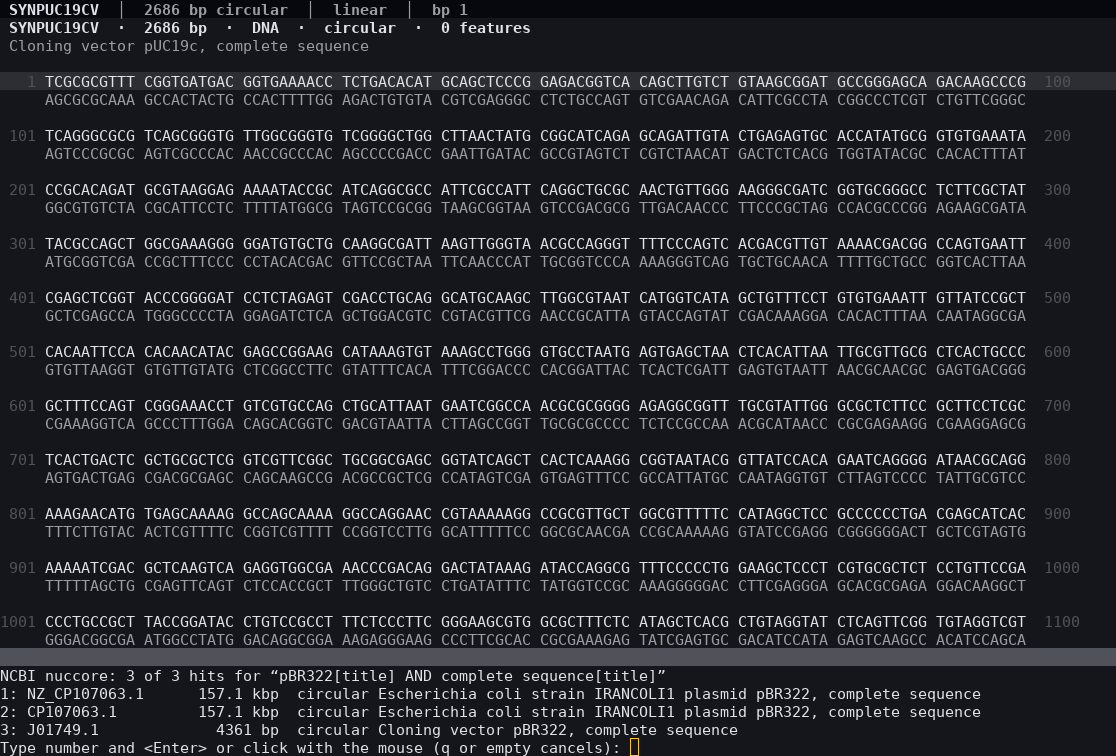 SYNPUC19CV │ 2686 bp circular │ linear │ bp 1
SYNPUC19CV · 2686 bp · DNA · circular · 0 features
Cloning vector pUC19c, complete sequence
1 TCGCGCGTTT CGGTGATGAC GGTGAAAACC TCTGACACAT GCAGCTCCCG GAGACGGTCA CAGCTTGTCT GTAAGCGGAT GCCGGGAGCA GACAAGCCCG 100
AGCGCGCAAA GCCACTACTG CCACTTTTGG AGACTGTGTA CGTCGAGGGC CTCTGCCAGT GTCGAACAGA CATTCGCCTA CGGCCCTCGT CTGTTCGGGC
101 TCAGGGCGCG TCAGCGGGTG TTGGCGGGTG TCGGGGCTGG CTTAACTATG CGGCATCAGA GCAGATTGTA CTGAGAGTGC ACCATATGCG GTGTGAAATA 200
AGTCCCGCGC AGTCGCCCAC AACCGCCCAC AGCCCCGACC GAATTGATAC GCCGTAGTCT CGTCTAACAT GACTCTCACG TGGTATACGC CACACTTTAT
201 CCGCACAGAT GCGTAAGGAG AAAATACCGC ATCAGGCGCC ATTCGCCATT CAGGCTGCGC AACTGTTGGG AAGGGCGATC GGTGCGGGCC TCTTCGCTAT 300
GGCGTGTCTA CGCATTCCTC TTTTATGGCG TAGTCCGCGG TAAGCGGTAA GTCCGACGCG TTGACAACCC TTCCCGCTAG CCACGCCCGG AGAAGCGATA
301 TACGCCAGCT GGCGAAAGGG GGATGTGCTG CAAGGCGATT AAGTTGGGTA ACGCCAGGGT TTTCCCAGTC ACGACGTTGT AAAACGACGG CCAGTGAATT 400
ATGCGGTCGA CCGCTTTCCC CCTACACGAC GTTCCGCTAA TTCAACCCAT TGCGGTCCCA AAAGGGTCAG TGCTGCAACA TTTTGCTGCC GGTCACTTAA
401 CGAGCTCGGT ACCCGGGGAT CCTCTAGAGT CGACCTGCAG GCATGCAAGC TTGGCGTAAT CATGGTCATA GCTGTTTCCT GTGTGAAATT GTTATCCGCT 500
GCTCGAGCCA TGGGCCCCTA GGAGATCTCA GCTGGACGTC CGTACGTTCG AACCGCATTA GTACCAGTAT CGACAAAGGA CACACTTTAA CAATAGGCGA
501 CACAATTCCA CACAACATAC GAGCCGGAAG CATAAAGTGT AAAGCCTGGG GTGCCTAATG AGTGAGCTAA CTCACATTAA TTGCGTTGCG CTCACTGCCC 600
GTGTTAAGGT GTGTTGTATG CTCGGCCTTC GTATTTCACA TTTCGGACCC CACGGATTAC TCACTCGATT GAGTGTAATT AACGCAACGC GAGTGACGGG
601 GCTTTCCAGT CGGGAAACCT GTCGTGCCAG CTGCATTAAT GAATCGGCCA ACGCGCGGGG AGAGGCGGTT TGCGTATTGG GCGCTCTTCC GCTTCCTCGC 700
CGAAAGGTCA GCCCTTTGGA CAGCACGGTC GACGTAATTA CTTAGCCGGT TGCGCGCCCC TCTCCGCCAA ACGCATAACC CGCGAGAAGG CGAAGGAGCG
701 TCACTGACTC GCTGCGCTCG GTCGTTCGGC TGCGGCGAGC GGTATCAGCT CACTCAAAGG CGGTAATACG GTTATCCACA GAATCAGGGG ATAACGCAGG 800
AGTGACTGAG CGACGCGAGC CAGCAAGCCG ACGCCGCTCG CCATAGTCGA GTGAGTTTCC GCCATTATGC CAATAGGTGT CTTAGTCCCC TATTGCGTCC
801 AAAGAACATG TGAGCAAAAG GCCAGCAAAA GGCCAGGAAC CGTAAAAAGG CCGCGTTGCT GGCGTTTTTC CATAGGCTCC GCCCCCCTGA CGAGCATCAC 900
TTTCTTGTAC ACTCGTTTTC CGGTCGTTTT CCGGTCCTTG GCATTTTTCC GGCGCAACGA CCGCAAAAAG GTATCCGAGG CGGGGGGACT GCTCGTAGTG
901 AAAAATCGAC GCTCAAGTCA GAGGTGGCGA AACCCGACAG GACTATAAAG ATACCAGGCG TTTCCCCCTG GAAGCTCCCT CGTGCGCTCT CCTGTTCCGA 1000
TTTTTAGCTG CGAGTTCAGT CTCCACCGCT TTGGGCTGTC CTGATATTTC TATGGTCCGC AAAGGGGGAC CTTCGAGGGA GCACGCGAGA GGACAAGGCT
1001 CCCTGCCGCT TACCGGATAC CTGTCCGCCT TTCTCCCTTC GGGAAGCGTG GCGCTTTCTC ATAGCTCACG CTGTAGGTAT CTCAGTTCGG TGTAGGTCGT 1100
GGGACGGCGA ATGGCCTATG GACAGGCGGA AAGAGGGAAG CCCTTCGCAC CGCGAAAGAG TATCGAGTGC GACATCCATA GAGTCAAGCC ACATCCAGCA
NCBI nuccore: 3 of 3 hits for “pBR322[title] AND complete sequence[title]”
1: NZ_CP107063.1 157.1 kbp circular Escherichia coli strain IRANCOLI1 plasmid pBR322, complete sequence
2: CP107063.1 157.1 kbp circular Escherichia coli strain IRANCOLI1 plasmid pBR322, complete sequence
3: J01749.1 4361 bp circular Cloning vector pBR322, complete sequence
Type number and <Enter> or click with the mouse (q or empty cancels):